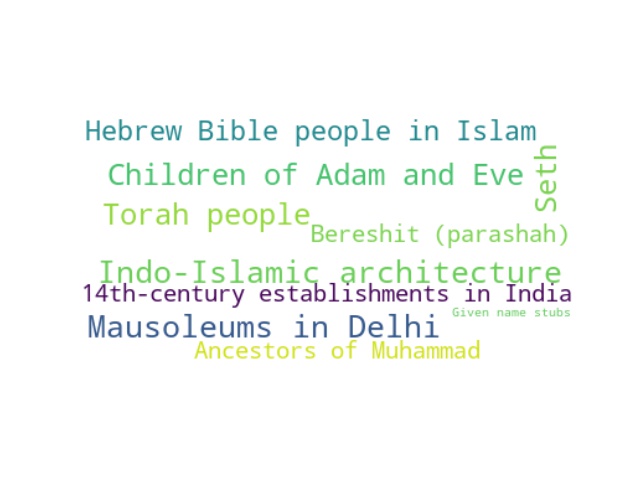 Hebrew Bible people in Islam
Children of Adam and Eve
Seth
Torah people
Bereshit (parashah)
Indo-Islamic architecture
14th-century establishments in India
Given name stubs
Mausoleums in Delhi
Ancestors of Muhammad